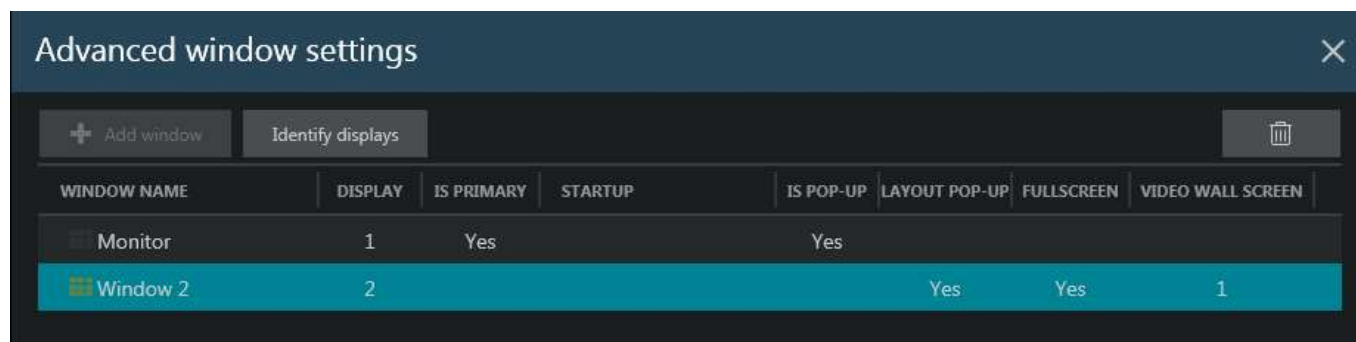 Advanced window settings
Add window Identify displays
WINDOW NAME DISPLAY IS PRIMARY STARTUP IS POP-UP LAYOUT POP-UP FULLSCREEN VIDEO WALL SCREEN
Monitor 1 Yes Yes
Window 2 2 Yes Yes 1